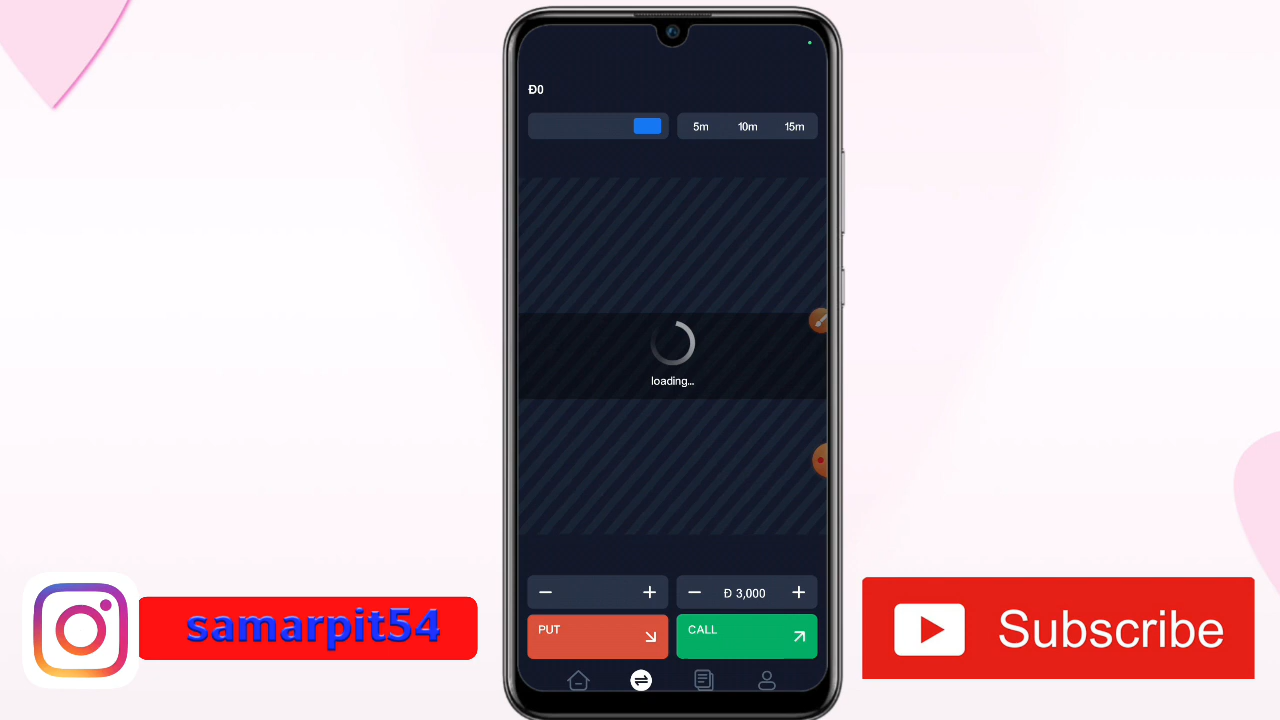 Đ0
5m 10m 15m
loading...
Đ 3,000
PUT
CALL
samarpit54
Subscribe